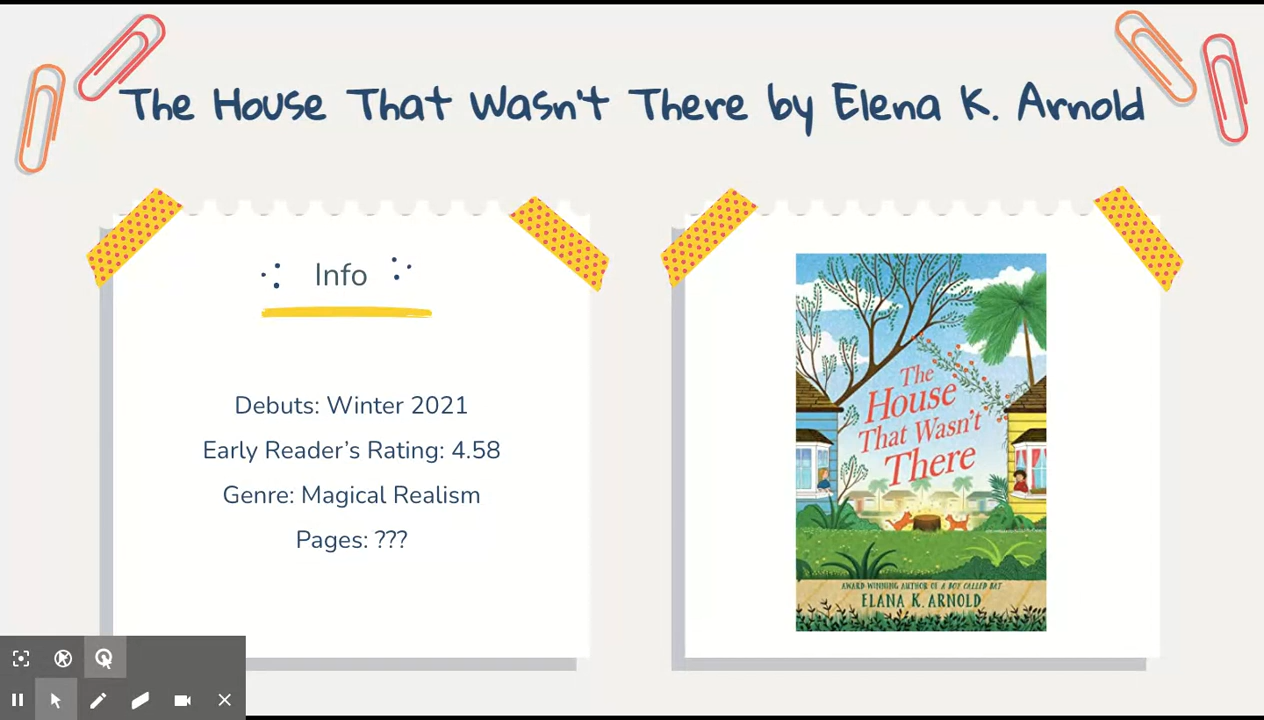 The House That Wasn't There by Elena K. Arnold
Info
Debuts: Winter 2021
Early Reader’s Rating: 4.58
Genre: Magical Realism
Pages: ???
The
House
That Wasn't
There
AWARD-WINNING AUTHOR OF A BOY CALLED BAT
ELANA K. ARNOLD